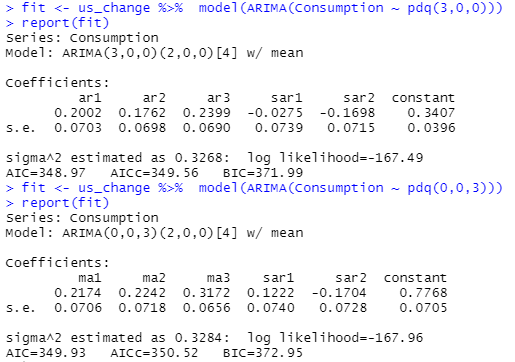 > fit <- us_change %>%  model(ARIMA(Consumption ~ pdq(3,0,0)))
> report(fit)
Series: Consumption
Model: ARIMA(3,0,0)(2,0,0)[4] w/ mean
Coefficients:
         ar1     ar2     ar3     sar1     sar2  constant
      0.2002  0.1762  0.2399  -0.0275  -0.1698    0.3407
s.e.  0.0703  0.0698  0.0690   0.0739   0.0715    0.0396
sigma^2 estimated as 0.3268:  log likelihood=-167.49
AIC=348.97   AICc=349.56   BIC=371.99
> fit <- us_change %>%  model(ARIMA(Consumption ~ pdq(0,0,3)))
> report(fit)
Series: Consumption
Model: ARIMA(0,0,3)(2,0,0)[4] w/ mean
Coefficients:
         ma1     ma2     ma3    sar1     sar2  constant
      0.2174  0.2242  0.3172  0.1222  -0.1704    0.7768
s.e.  0.0706  0.0718  0.0656  0.0740   0.0728    0.0705
sigma^2 estimated as 0.3284:  log likelihood=-167.96
AIC=349.93   AICc=350.52   BIC=372.95